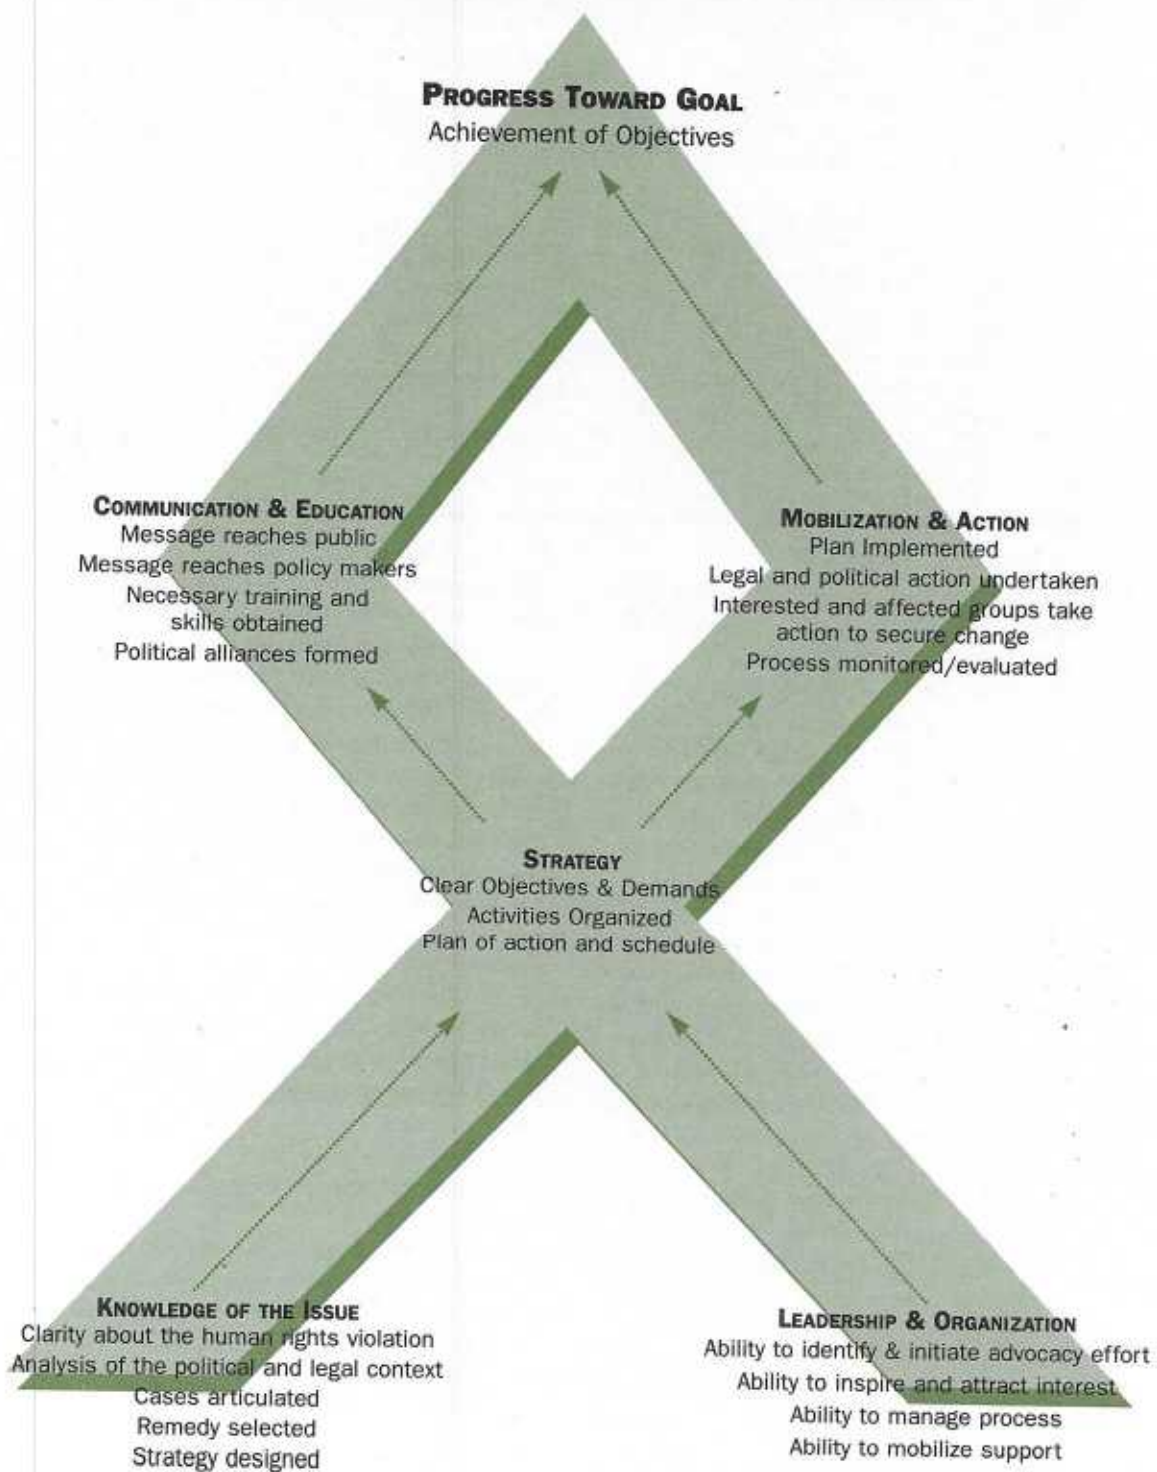 PROGRESS TOWARD GOAL
Achievement of Objectives
COMMUNICATION & EDUCATION
Message reaches public
Message reaches policy makers
Necessary training and
skills obtained
Political alliances formed
MOBILIZATION & ACTION
Plan Implemented
Legal and political action undertaken
Interested and affected groups take
action to secure change
Process monitored/evaluated
STRATEGY
Clear Objectives & Demands
Activities Organized
Plan of action and schedule
KNOWLEDGE OF THE ISSUE
Clarity about the human rights violation
Analysis of the political and legal context
Cases articulated
Remedy selected
Strategy designed
LEADERSHIP & ORGANIZATION
Ability to identify & initiate advocacy effort
Ability to inspire and attract interest
Ability to manage process
Ability to mobilize support